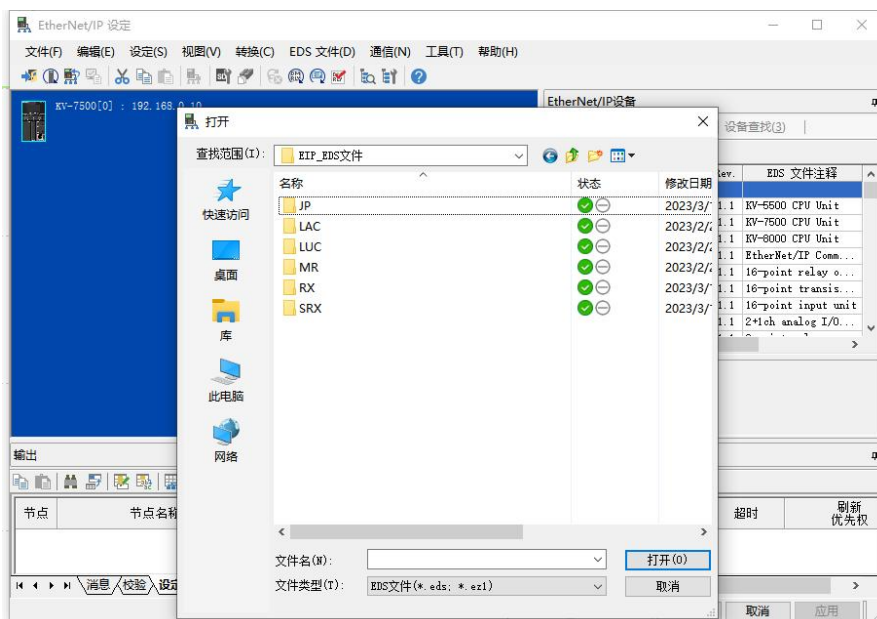 EtherNet/IP 设定
文件(F) 编辑(E) 设定(S) 视图(V) 转换(C) EDS 文件(D) 通信(N) 工具(T) 帮助(H)
KV-7500[0] : 192.168.0.10
EtherNet/IP设备
设备查找(3)
打开
查找范围(I):
EIP_EDS文件
名称
状态
修改日期
JP
2023/3/
LAC
2023/2/2
LUC
2023/2/2
MR
2023/2/2
RX
2023/3/
SRX
2023/3/
快速访问
桌面
库
此电脑
网络
文件名(N):
打开(O)
文件类型(T):
EDS文件(*.eds; *.ez1)
取消
Rev.
EDS 文件注释
1.1 KV-5500 CPU Unit
1.1 KV-7500 CPU Unit
1.1 KV-8000 CPU Unit
1.1 EtherNet/IP Comm...
1.1 16-point relay o...
1.1 16-point transis...
1.1 16-point input unit
1.1 2+1ch analog I/O...
输出
节点
节点名称
超时
刷新
优先权
消息
校验
设定
取消
应用